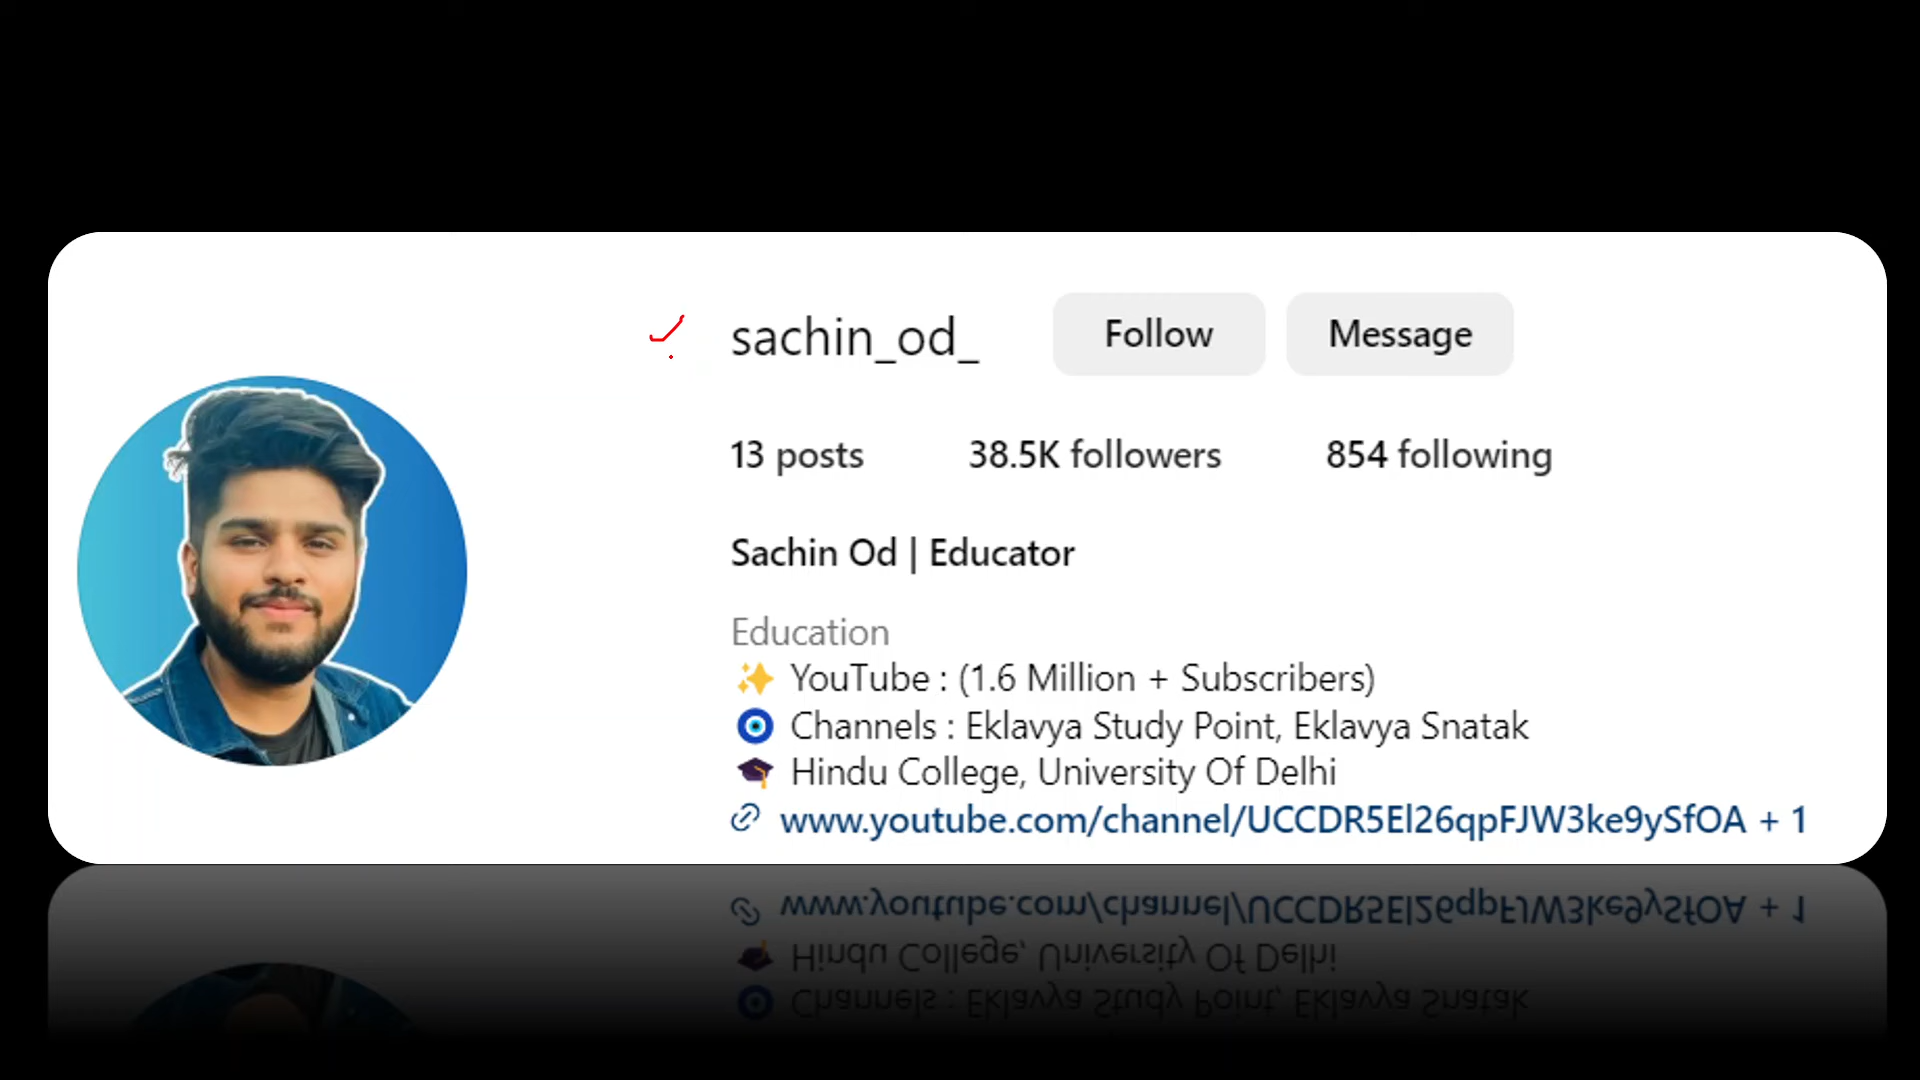 sachin_od_ Follow Message
13 posts 38.5K followers 854 following
Sachin Od | Educator
Education
✨ YouTube : (1.6 Million + Subscribers)
🧿 Channels : Eklavya Study Point, Eklavya Snatak
🎓 Hindu College, University Of Delhi
www.youtube.com/channel/UCCDR5El26qpFJW3ke9ySfOA + 1